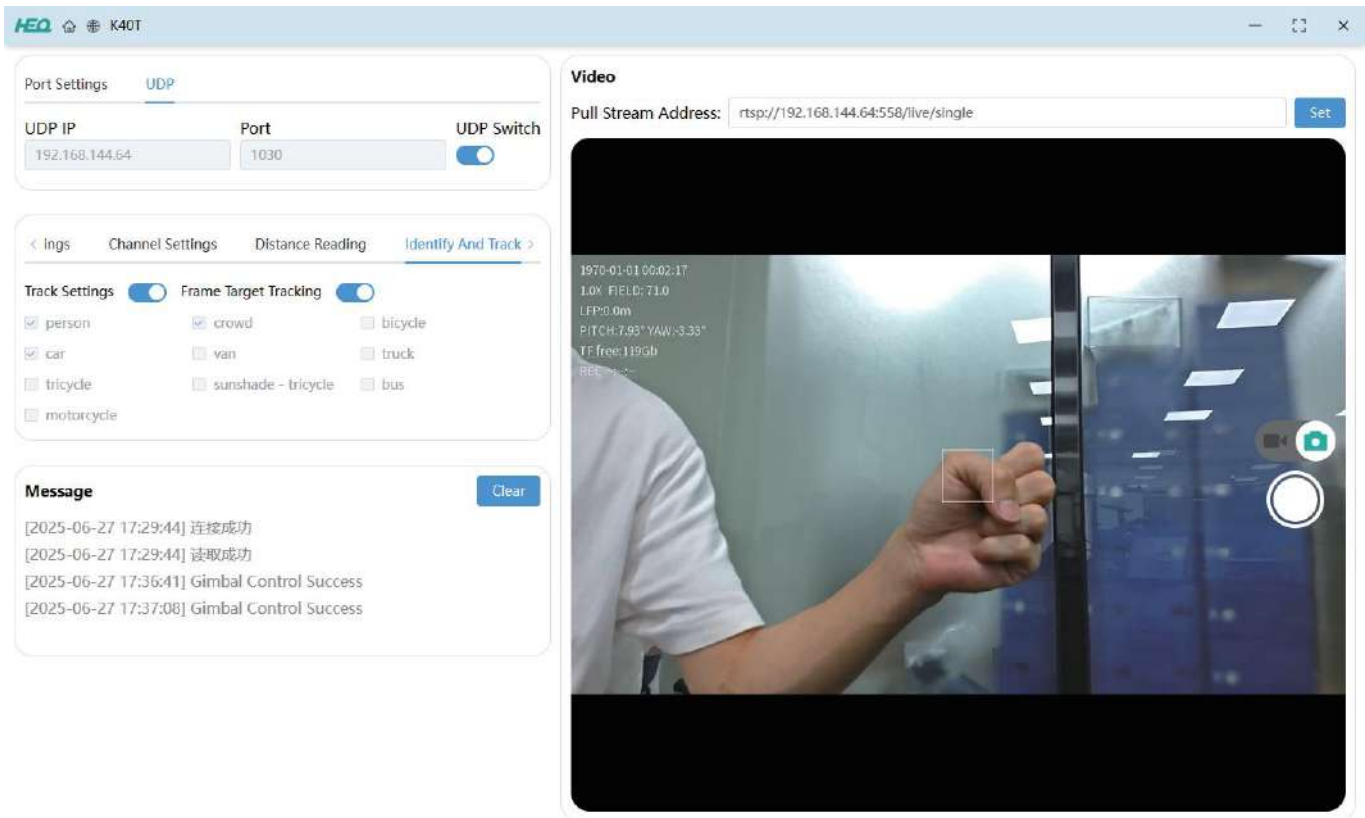 HEQ K40T
Port Settings UDP
UDP IP Port UDP Switch
192.168.144.64 1030
< ings Channel Settings Distance Reading Identify And Track >
Track Settings Frame Target Tracking
person crowd bicycle
car van truck
tricycle sunshade - tricycle bus
motorcycle
Message Clear
[2025-06-27 17:29:44] 连接成功
[2025-06-27 17:29:44] 读取成功
[2025-06-27 17:36:41] Gimbal Control Success
[2025-06-27 17:37:08] Gimbal Control Success
Video
Pull Stream Address: rtsp://192.168.144.64:558/live/single Set
1970-01-01 00:02:17
1.0X FIELD: 71.0
LFP:0.0m
PITCH:7.93° YAW:-3.33°
TF free:119Gb
REC --:--:--